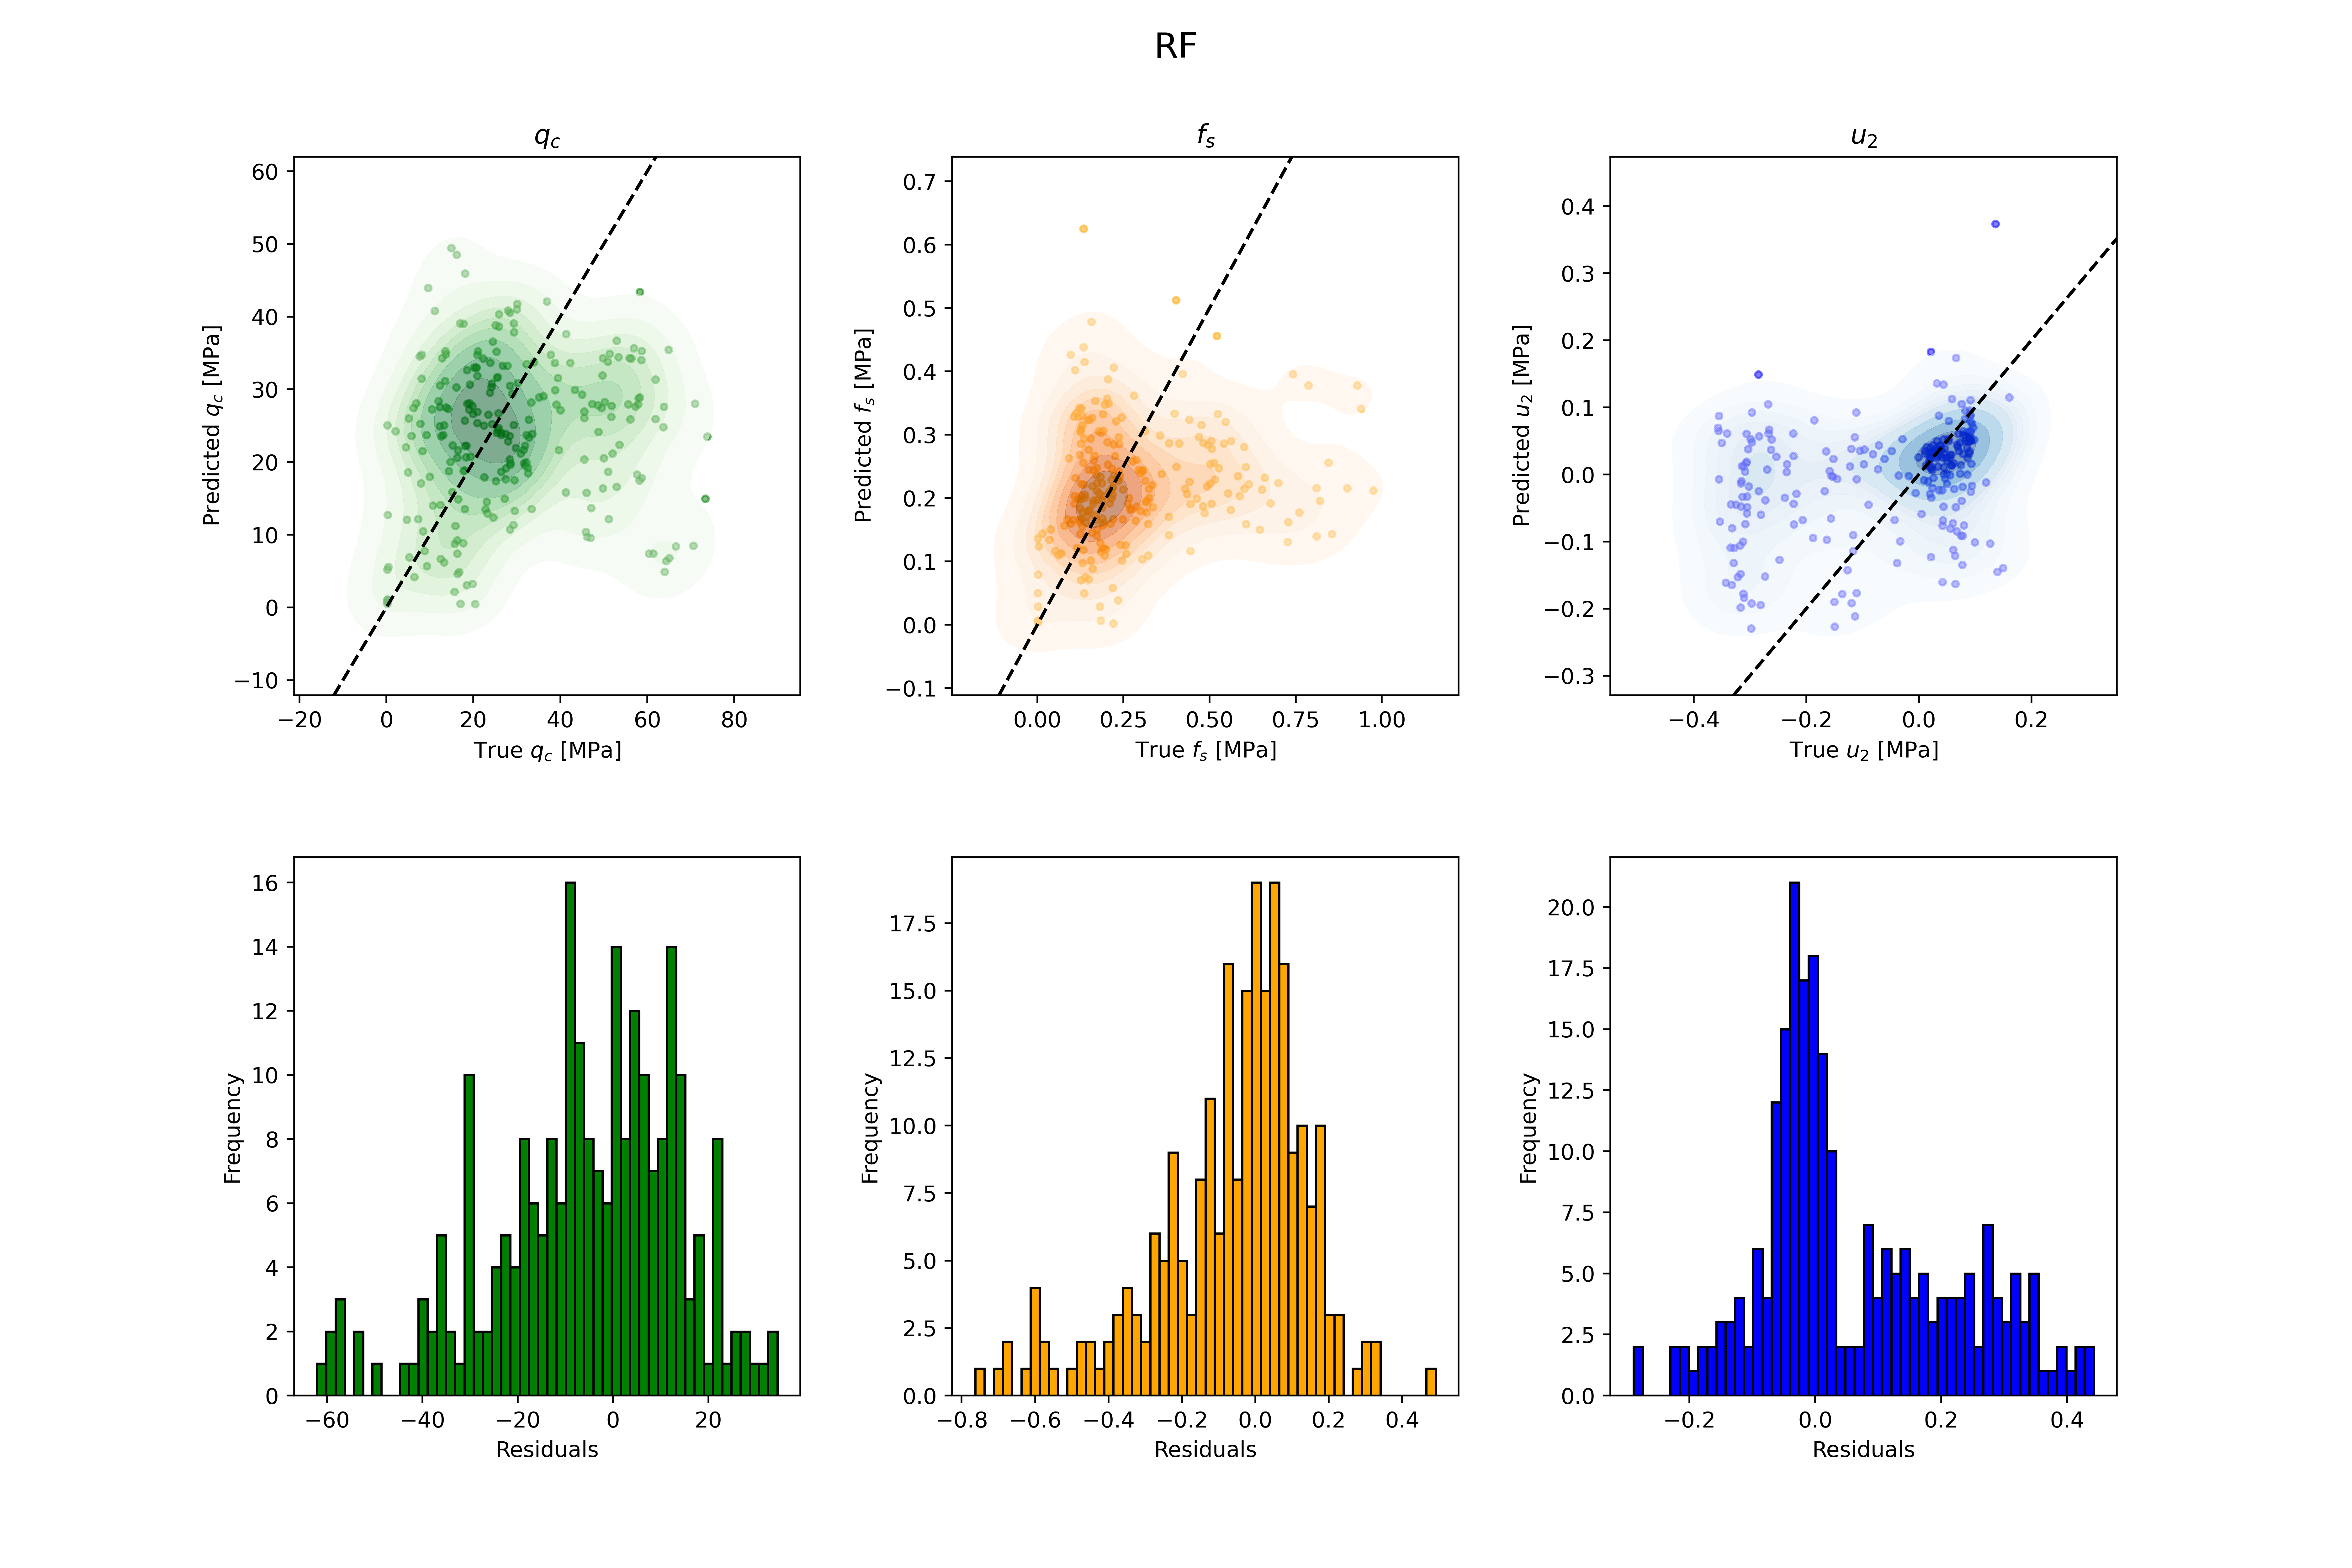 RF
q_c
f_s
u_2
60
50
40
30
20
10
0
−10
Predicted q_c [MPa]
−20 0 20 40 60 80
True q_c [MPa]
0.7
0.6
0.5
0.4
0.3
0.2
0.1
0.0
−0.1
Predicted f_s [MPa]
0.00 0.25 0.50 0.75 1.00
True f_s [MPa]
0.4
0.3
0.2
0.1
0.0
−0.1
−0.2
−0.3
Predicted u_2 [MPa]
−0.4 −0.2 0.0 0.2
True u_2 [MPa]
16
14
12
10
8
6
4
2
0
Frequency
−60 −40 −20 0 20
Residuals
17.5
15.0
12.5
10.0
7.5
5.0
2.5
0.0
Frequency
−0.8 −0.6 −0.4 −0.2 0.0 0.2 0.4
Residuals
20.0
17.5
15.0
12.5
10.0
7.5
5.0
2.5
0.0
Frequency
−0.2 0.0 0.2 0.4
Residuals